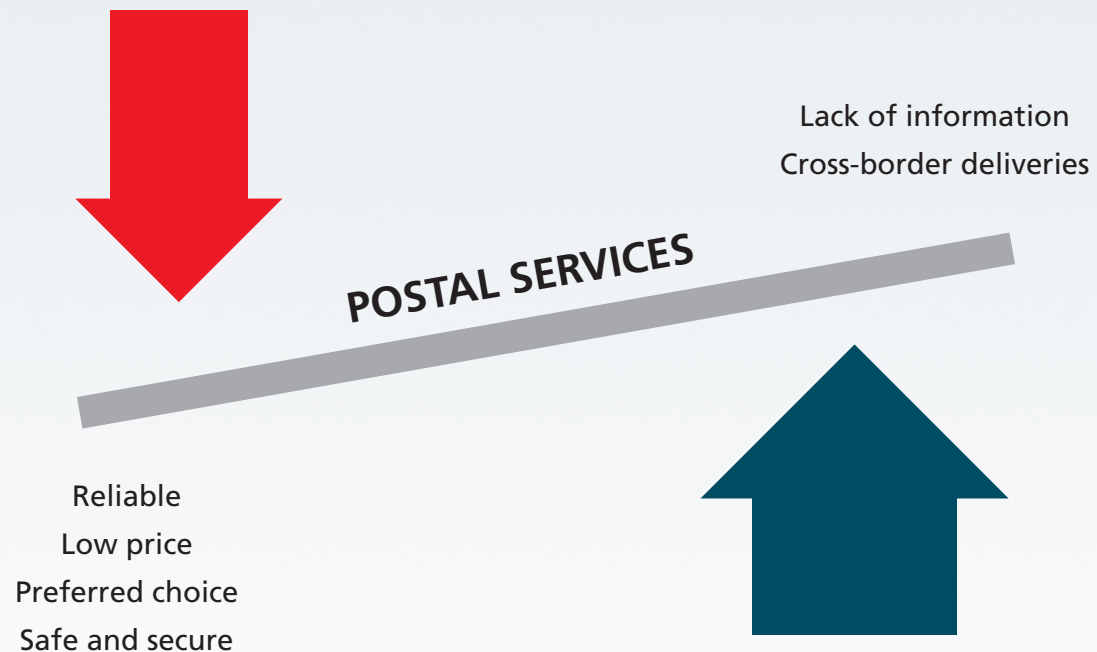 Lack of information
Cross-border deliveries
POSTAL SERVICES
Reliable
Low price
Preferred choice
Safe and secure